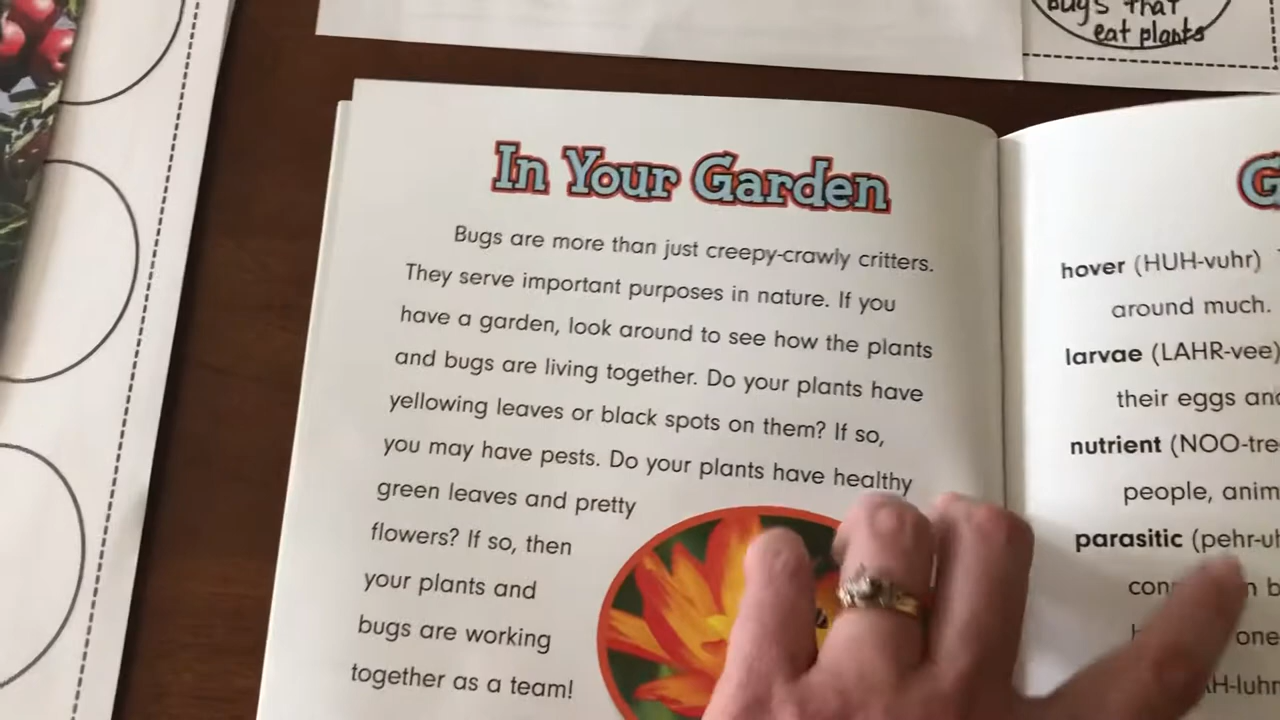 Bugs that
eat plants
In Your Garden
Bugs are more than just creepy-crawly critters.
They serve important purposes in nature. If you
have a garden, look around to see how the plants
and bugs are living together. Do your plants have
yellowing leaves or black spots on them? If so,
you may have pests. Do your plants have healthy
green leaves and pretty
flowers? If so, then
your plants and
bugs are working
together as a team!
hover (HUH-vuhr)
around much.
larvae (LAHR-vee)
their eggs and
nutrient (NOO-tre
people, anim
parasitic (pehr-uh
one